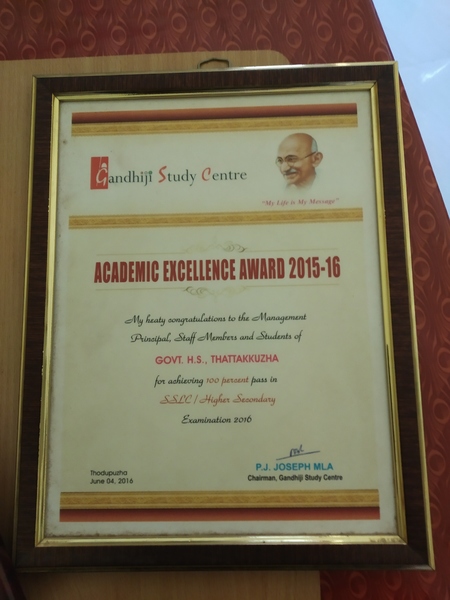 Gandhiji Study Centre
"My Life is My Message"
ACADEMIC EXCELLENCE AWARD 2015-16
My heaty congratulations to the Management
Principal, Staff Members and Students of
GOVT. H.S., THATTAKKUZHA
for achieving 100 percent pass in
SSLC / Higher Secondary
Examination 2016
Thodupuzha
June 04, 2016
P.J. JOSEPH MLA
Chairman, Gandhiji Study Centre